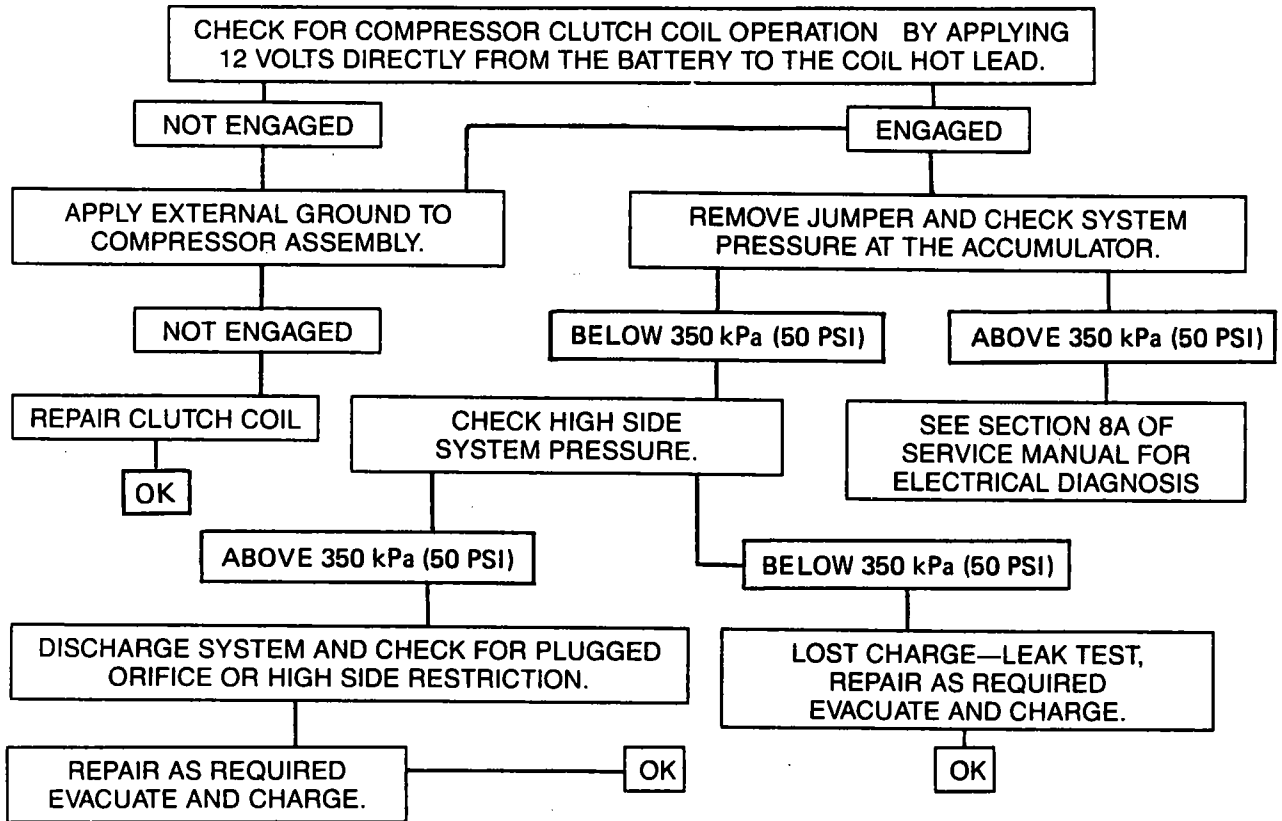 CHECK FOR COMPRESSOR CLUTCH COIL OPERATION BY APPLYING
12 VOLTS DIRECTLY FROM THE BATTERY TO THE COIL HOT LEAD.
NOT ENGAGED
ENGAGED
APPLY EXTERNAL GROUND TO
COMPRESSOR ASSEMBLY.
REMOVE JUMPER AND CHECK SYSTEM
PRESSURE AT THE ACCUMULATOR.
NOT ENGAGED
BELOW 350 kPa (50 PSI)
ABOVE 350 kPa (50 PSI)
REPAIR CLUTCH COIL
OK
CHECK HIGH SIDE
SYSTEM PRESSURE.
SEE SECTION 8A OF
SERVICE MANUAL FOR
ELECTRICAL DIAGNOSIS
ABOVE 350 kPa (50 PSI)
BELOW 350 kPa (50 PSI)
DISCHARGE SYSTEM AND CHECK FOR PLUGGED
ORIFICE OR HIGH SIDE RESTRICTION.
LOST CHARGE—LEAK TEST,
REPAIR AS REQUIRED
EVACUATE AND CHARGE.
REPAIR AS REQUIRED
EVACUATE AND CHARGE.
OK
OK